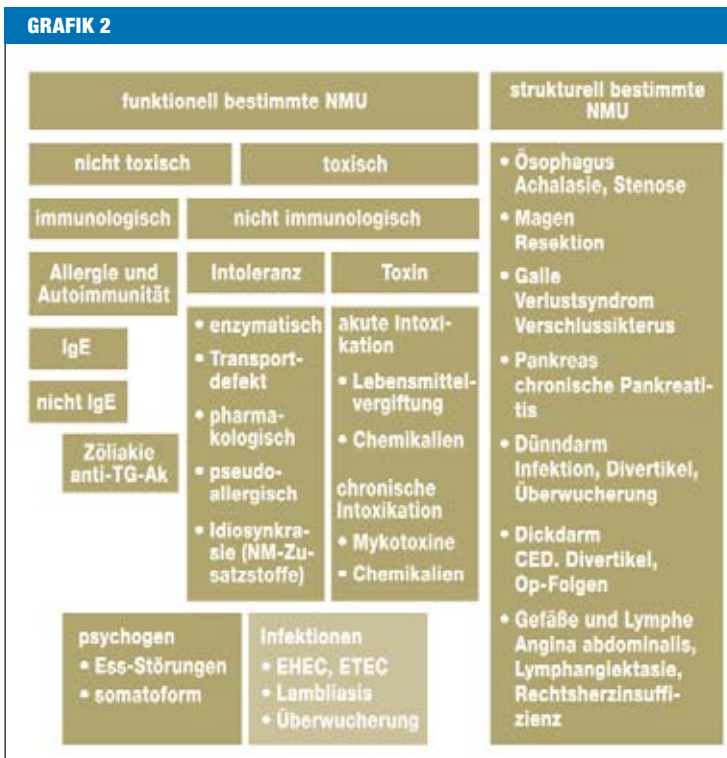 GRAFIK 2
funktionell bestimmte NMU
strukturell bestimmte
NMU
nicht toxisch
toxisch
immunologisch
nicht immunologisch
Allergie und
Autoimmunität
IgE
nicht IgE
Zöliakie
anti-TG-Ak
Intoleranz
• enzymatisch
• Transport-
defekt
• pharma-
kologisch
• pseudo-
allergisch
• Idiosynkra-
sie (NM-Zu-
satzstoffe)
Toxin
akute Intoxi-
kation
• Lebensmittel-
vergiftung
• Chemikalien
chronische
Intoxikation
• Mykotoxine
• Chemikalien
• Ösophagus
Achalasie, Stenose
• Magen
Resektion
• Galle
Verlustsyndrom
Verschlussikterus
• Pankreas
chronische Pankreati-
tis
• Dünndarm
Infektion, Divertikel,
Überwucherung
• Dickdarm
CED. Divertikel,
Op-Folgen
• Gefäße und Lymphe
Angina abdominalis,
Lymphangiektasie,
Rechtsherzinsuffi-
zienz
psychogen
• Ess-Störungen
• somatoform
Infektionen
• EHEC, ETEC
• Lambliasis
• Überwucherung